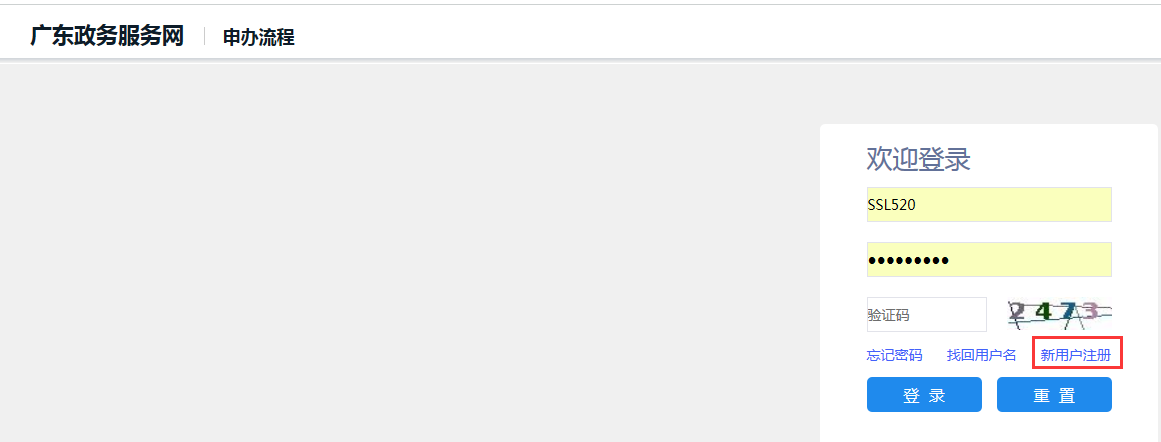 广东政务服务网 申办流程
欢迎登录
SSL520
•••••••••
验证码 2473
忘记密码 找回用户名 新用户注册
登 录 重 置